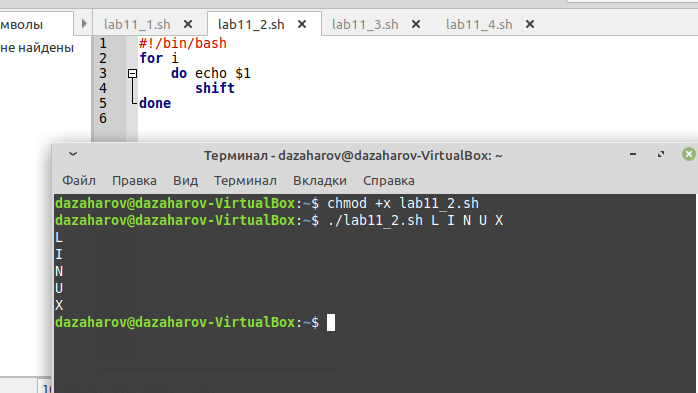 мволы
lab11_1.sh lab11_2.sh lab11_3.sh lab11_4.sh
не найдены
1 #!/bin/bash
2 for i
3 do echo $1
4 shift
5 done
6
Терминал - dazaharov@dazaharov-VirtualBox: ~
Файл Правка Вид Терминал Вкладки Справка
dazaharov@dazaharov-VirtualBox:~$ chmod +x lab11_2.sh
dazaharov@dazaharov-VirtualBox:~$ ./lab11_2.sh L I N U X
L
I
N
U
X
dazaharov@dazaharov-VirtualBox:~$